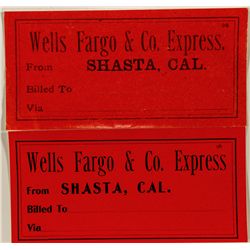 Wells Fargo & Co. Express.
From SHASTA, CAL.
Billed To
Via
Wells Fargo & Co. Express
From SHASTA, CAL.
Billed To
Via